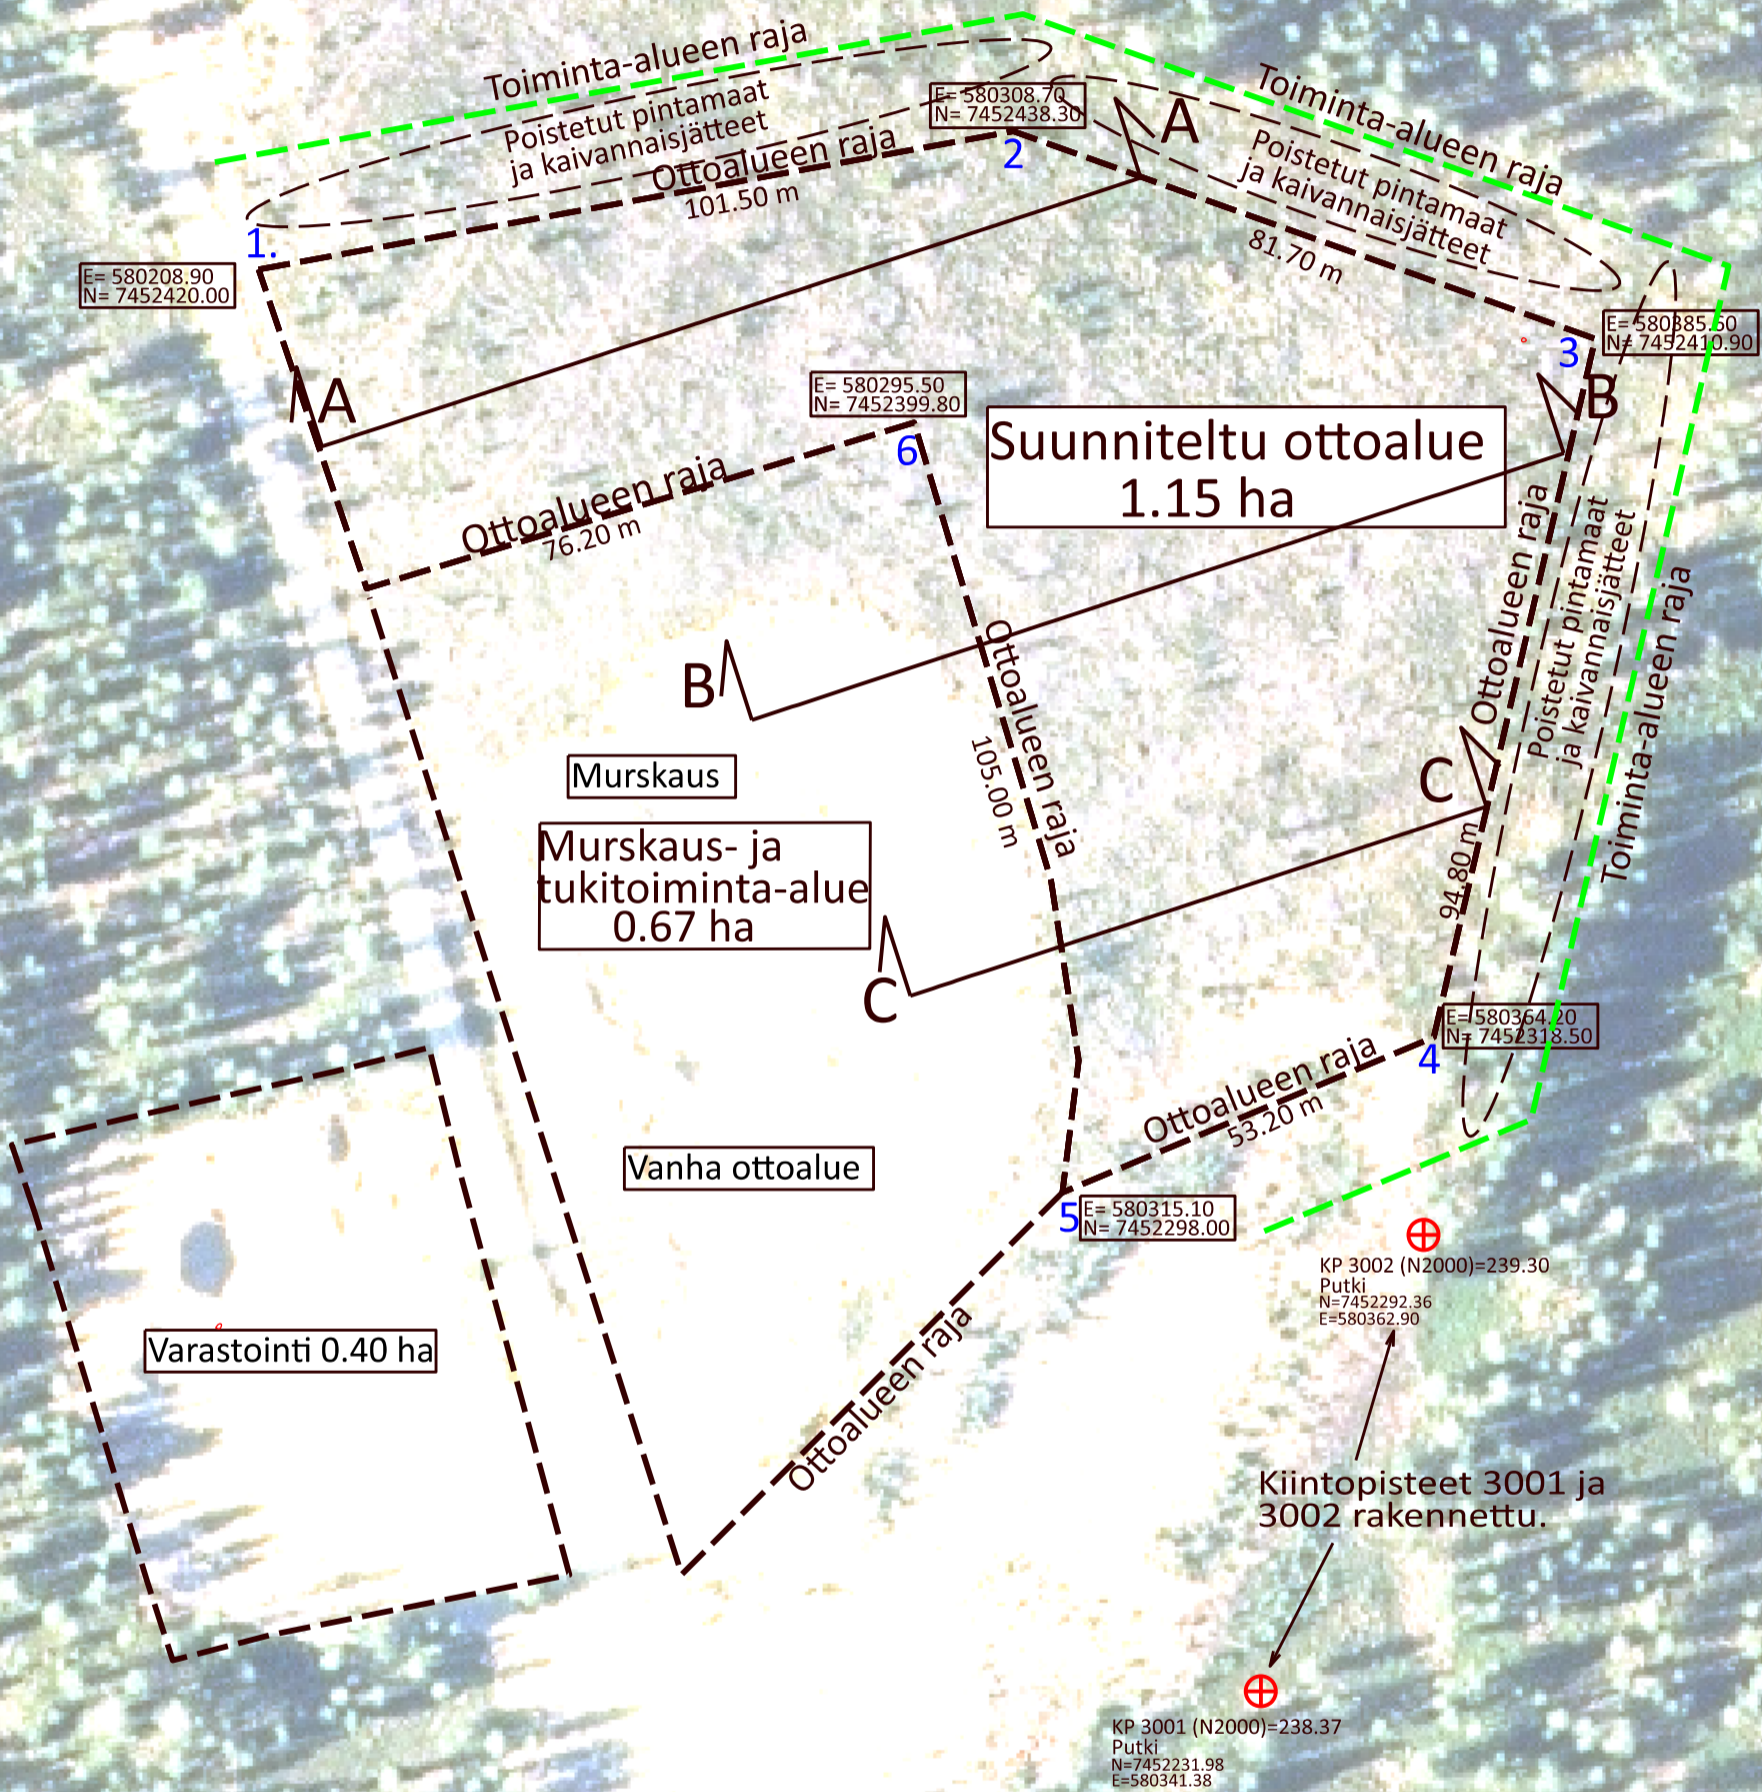 Toiminta-alueen raja
Poistetut pintamaat
ja kaivannaisjätteet
Ottoalueen raja
101.50 m
E= 580308.70
N= 7452438.30
2
A
Toiminta-alueen raja
Poistetut pintamaat
ja kaivannaisjätteet
81.70 m
1.
E= 580208.90
N= 7452420.00
A
E= 580385.60
N= 7452410.90
3
B
E= 580295.50
N= 7452399.80
6
Suunniteltu ottoalue
1.15 ha
Ottoalueen raja
76.20 m
Ottoalueen raja
105.00 m
Ottoalueen raja
94.80 m
Poistetut pintamaat
ja kaivannaisjätteet
Toiminta-alueen raja
B
C
Murskaus
Murskaus- ja
tukitoiminta-alue
0.67 ha
C
E= 580364.20
N= 7452318.50
4
Ottoalueen raja
53.20 m
Vanha ottoalue
5
E= 580315.10
N= 7452298.00
KP 3002 (N2000)=239.30
Putki
N=7452292.36
E=580362.90
Varastointi 0.40 ha
Ottoalueen raja
Kiintopisteet 3001 ja
3002 rakennettu.
KP 3001 (N2000)=238.37
Putki
N=7452231.98
E=580341.38